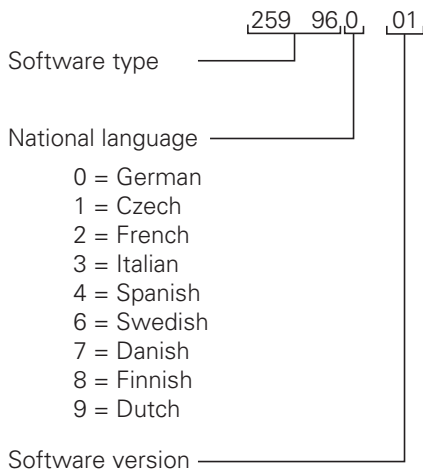 259 96 0 01
Software type
National language
0 = German
1 = Czech
2 = French
3 = Italian
4 = Spanish
6 = Swedish
7 = Danish
8 = Finnish
9 = Dutch
Software version